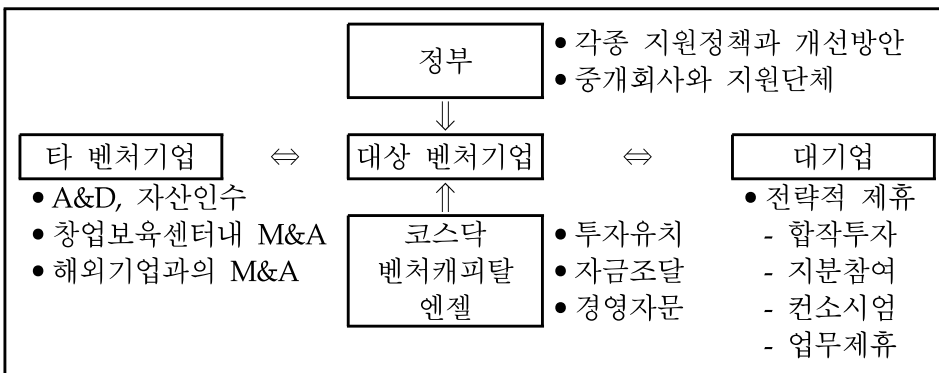 정부
• 각종 지원정책과 개선방안
• 중개회사와 지원단체
⇓
타 벤처기업 ⇔ 대상 벤처기업 ⇔ 대기업
• A&D, 자산인수
• 창업보육센터내 M&A
• 해외기업과의 M&A
⇑
코스닥
벤처캐피탈
엔젤
• 투자유치
• 자금조달
• 경영자문
• 전략적 제휴
- 합작투자
- 지분참여
- 컨소시엄
- 업무제휴